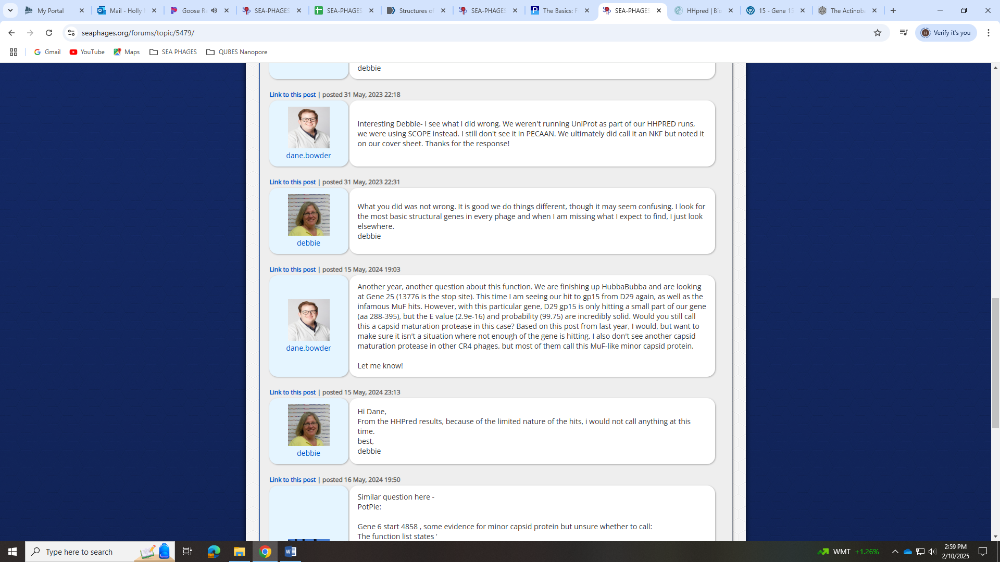 My Portal
Mail - Holly
Goose Ra
SEA-PHAGES
SEA-PHAGES
Structures of
SEA-PHAGES
The Basics: F
SEA-PHAGES
HHpred | Bio
15 - Gene 15
The Actinoba
seaphages.org/forums/topic/5479/
Verify it's you
Gmail
YouTube
Maps
SEA PHAGES
QUBES Nanopore
debbie
Link to this post | posted 31 May, 2023 22:18
Interesting Debbie- I see what I did wrong. We weren't running UniProt as part of our HHPRED runs,
we were using SCOPE instead. I still don't see it in PECAAN. We ultimately did call it an NKF but noted it
on our cover sheet. Thanks for the response!
dane.bowder
Link to this post | posted 31 May, 2023 22:31
What you did was not wrong. It is good we do things different, though it may seem confusing. I look for
the most basic structural genes in every phage and when I am missing what I expect to find, I just look
elsewhere.
debbie
debbie
Link to this post | posted 15 May, 2024 19:03
Another year, another question about this function. We are finishing up HubbaBubba and are looking
at Gene 25 (13776 is the stop site). This time I am seeing our hit to gp15 from D29 again, as well as the
infamous MuF hits. However, with this particular gene, D29 gp15 is only hitting a small part of our gene
(aa 288-395), but the E value (2.9e-16) and probability (99.75) are incredibly solid. Would you still call
this a capsid maturation protease in this case? Based on this post from last year, I would, but want to
make sure it isn't a situation where not enough of the gene is hitting. I also don't see another capsid
maturation protease in other CR4 phages, but most of them call this MuF-like minor capsid protein.
Let me know!
dane.bowder
Link to this post | posted 15 May, 2024 23:13
Hi Dane,
From the HHPred results, because of the limited nature of the hits, i would not call anything at this
time.
best,
debbie
debbie
Link to this post | posted 16 May, 2024 19:50
Similar question here -
PotPie:
Gene 6 start 4858 , some evidence for minor capsid protein but unsure whether to call:
The function list states ‘
Type here to search
WMT +1.26%
2:59 PM
2/10/2025